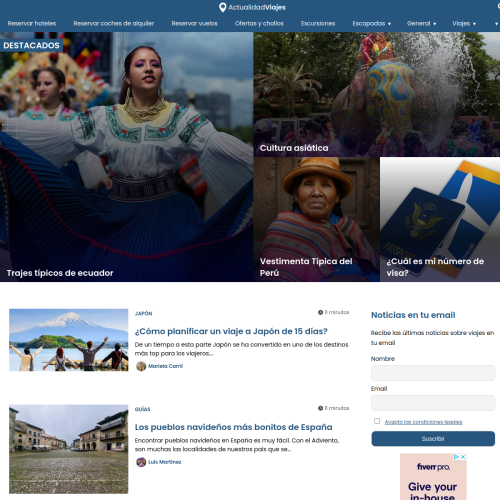 ActualidadViajes
Reservar hoteles
Reservar coches de alquiler
Reservar vuelos
Ofertas y chollos
Excursiones
Escapadas
General
Viajes
DESTACADOS
Trajes tipicos de ecuador
Cultura asiática
Vestimenta Típica del
Perú
¿Cuál es mi número de
visa?
JAPÓN
11 minutos
¿Cómo planificar un viaje a Japón de 15 días?
De un tiempo a esta parte Japón se ha convertido en uno de los destinos
más top para los viajeros...
Mariela Carril
GUÍAS
11 minutos
Los pueblos navideños más bonitos de España
Encontrar pueblos navideños en España es muy fácil. Con el Adviento,
son muchas las localidades de nuestro país que se...
Luis Martinez
Noticias en tu email
Recibe las últimas noticias sobre viajes en
tu email
Nombre
Email
Acepto las condiciones legales
Suscribir
fiverr pro.
Give your
in-house